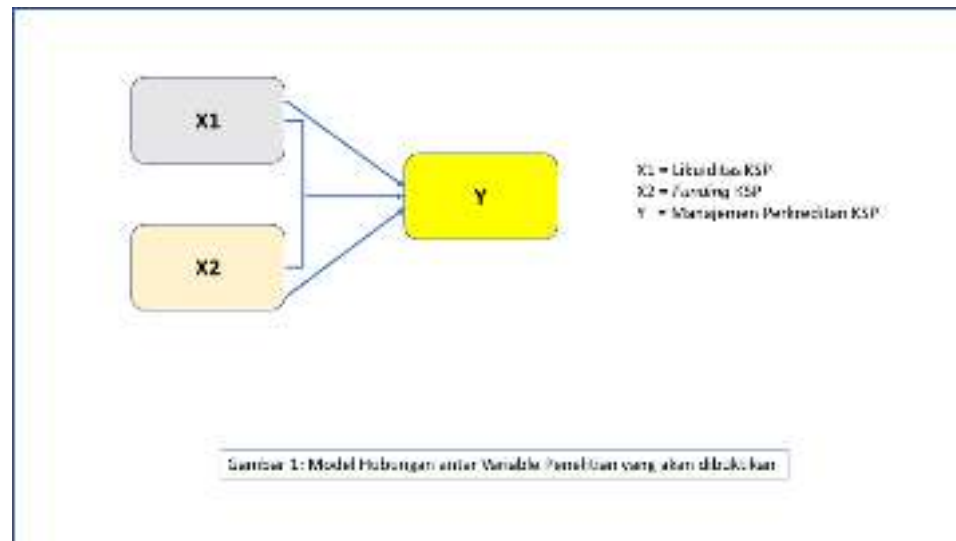 X1
X2
Y
X1 = Likuiditas KSP
X2 = Funding KSP
Y = Manajemen Perkreditan KSP
Gambar 1: Model Hubungan antar Variable Penelitian yang akan dibuktikan